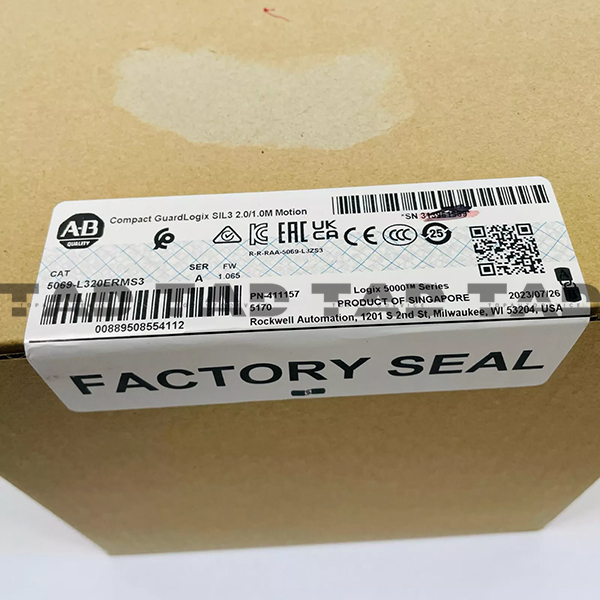 A-B
QUALITY
Compact GuardLogix SIL3 2.0/1.0M Motion
*SN
R-R-RAA-5069-L3ZS3
25
CAT
5069-L320ERMS3
SER
A
FW
1.065
00889508554112
PN-411157
5170
Logix 5000™ Series
PRODUCT OF SINGAPORE
2023/07/26
Rockwell Automation, 1201 S 2nd St, Milwaukee, WI 53204, USA
FACTORY SEAL